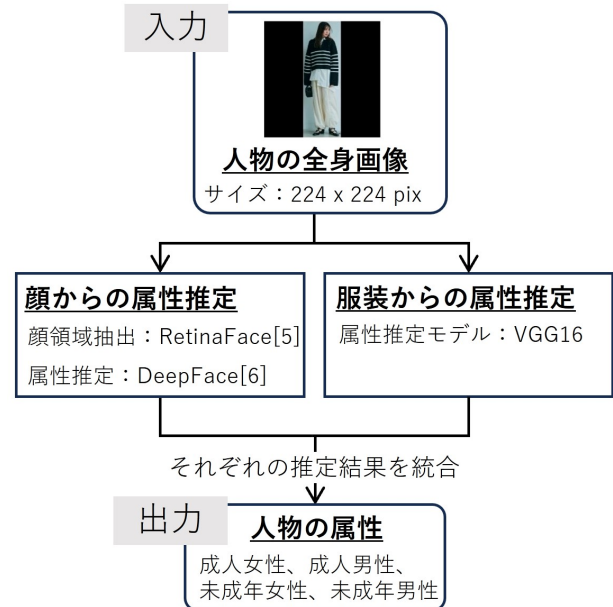 入力
人物の全身画像
サイズ：224 x 224 pix
顔からの属性推定
顔領域抽出：RetinaFace[5]
属性推定：DeepFace[6]
服装からの属性推定
属性推定モデル：VGG16
それぞれの推定結果を統合
出力
人物の属性
成人女性、成人男性、
未成年女性、未成年男性